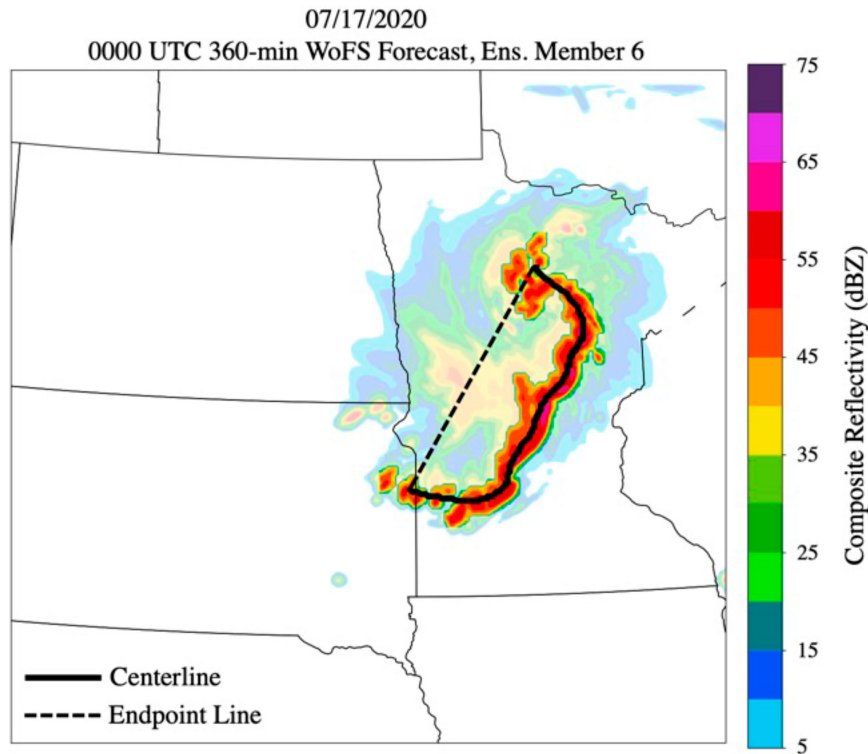 07/17/2020
0000 UTC 360-min WoFS Forecast, Ens. Member 6
75
65
55
45
35
25
15
5
Composite Reflectivity (dBZ)
Centerline
Endpoint Line